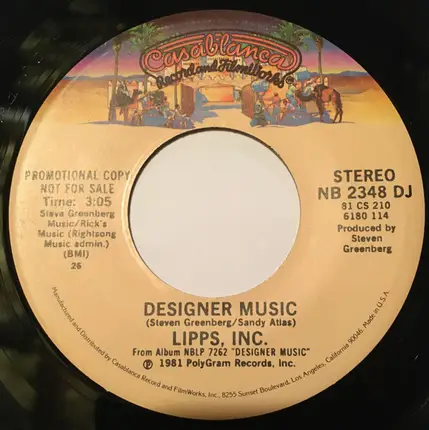 Casablanca
Record and FilmWorks
PROMOTIONAL COPY
NOT FOR SALE
Time: 3:05
Steve Greenberg
Music/Rick's
Music (Rightsong
Music admin.)
(BMI)
26
STEREO
NB 2348 DJ
81 CS 210
6180 114
Produced by
Steven
Greenberg
DESIGNER MUSIC
(Steven Greenberg/Sandy Atlas)
LIPPS, INC.
From Album NBLP 7262 "DESIGNER MUSIC"
Ⓟ 1981 PolyGram Records, Inc.
Manufactured and Distributed by Casablanca Record and FilmWorks, Inc., 8255 Sunset Boulevard, Los Angeles, California 90046. Made in U.S.A.